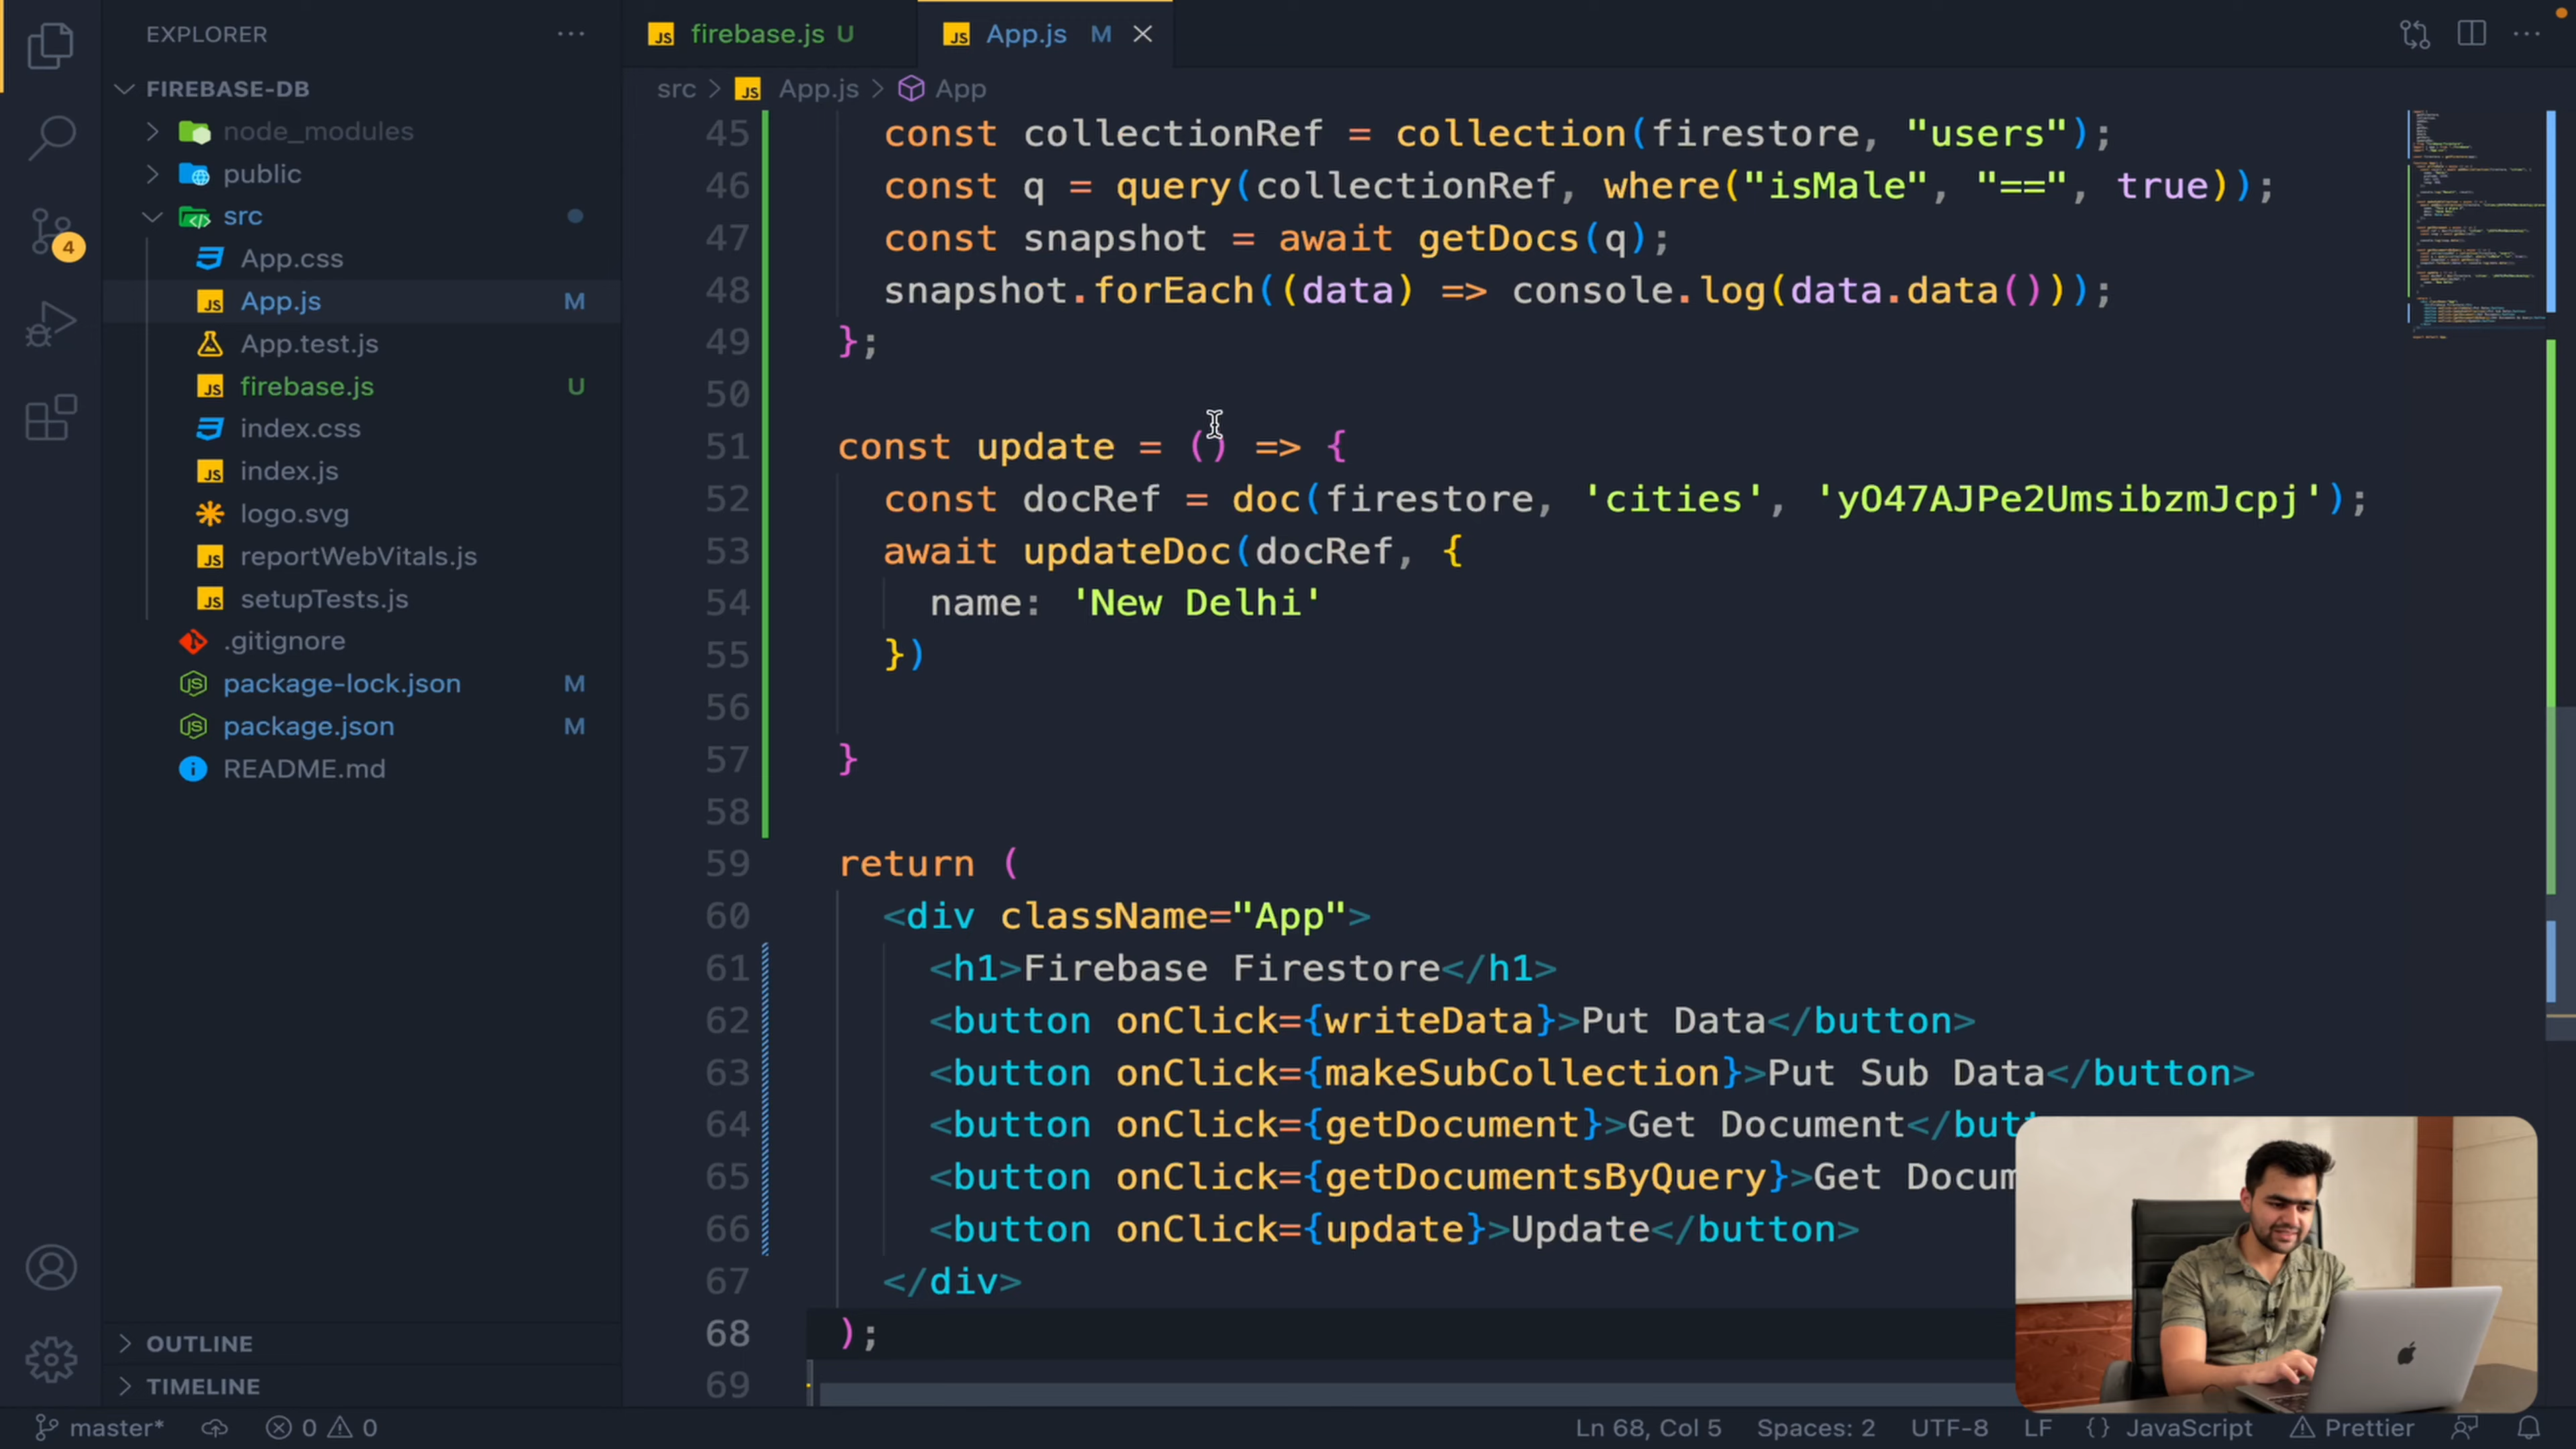 EXPLORER
···
FIREBASE-DB
node_modules
public
src
App.css
App.js M
App.test.js
firebase.js U
index.css
index.js
logo.svg
reportWebVitals.js
setupTests.js
.gitignore
package-lock.json M
package.json M
README.md
OUTLINE
TIMELINE
4
firebase.js U
App.js M
src > App.js > App
45 const collectionRef = collection(firestore, "users");
46 const q = query(collectionRef, where("isMale", "==", true));
47 const snapshot = await getDocs(q);
48 snapshot.forEach((data) => console.log(data.data()));
49 };
50
51 const update = () => {
52 const docRef = doc(firestore, 'cities', 'yO47AJPe2UmsibzmJcpj');
53 await updateDoc(docRef, {
54 name: 'New Delhi'
55 })
56
57 }
58
59 return (
60 <div className="App">
61 <h1>Firebase Firestore</h1>
62 <button onClick={writeData}>Put Data</button>
63 <button onClick={makeSubCollection}>Put Sub Data</button>
64 <button onClick={getDocument}>Get Document</butt
65 <button onClick={getDocumentsByQuery}>Get Docum
66 <button onClick={update}>Update</button>
67 </div>
68 );
69
master* 0 0
Ln 68, Col 5 Spaces: 2 UTF-8 LF {} JavaScript Prettier